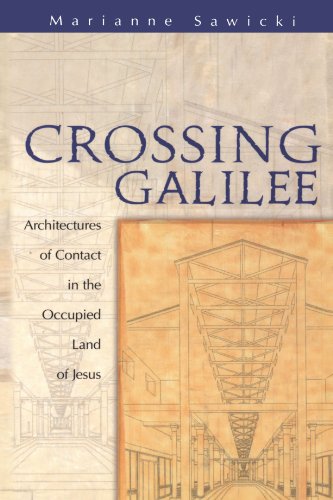 Marianne Sawicki
CROSSING
GALILEE
Architectures
of Contact
in the
Occupied
Land
of Jesus